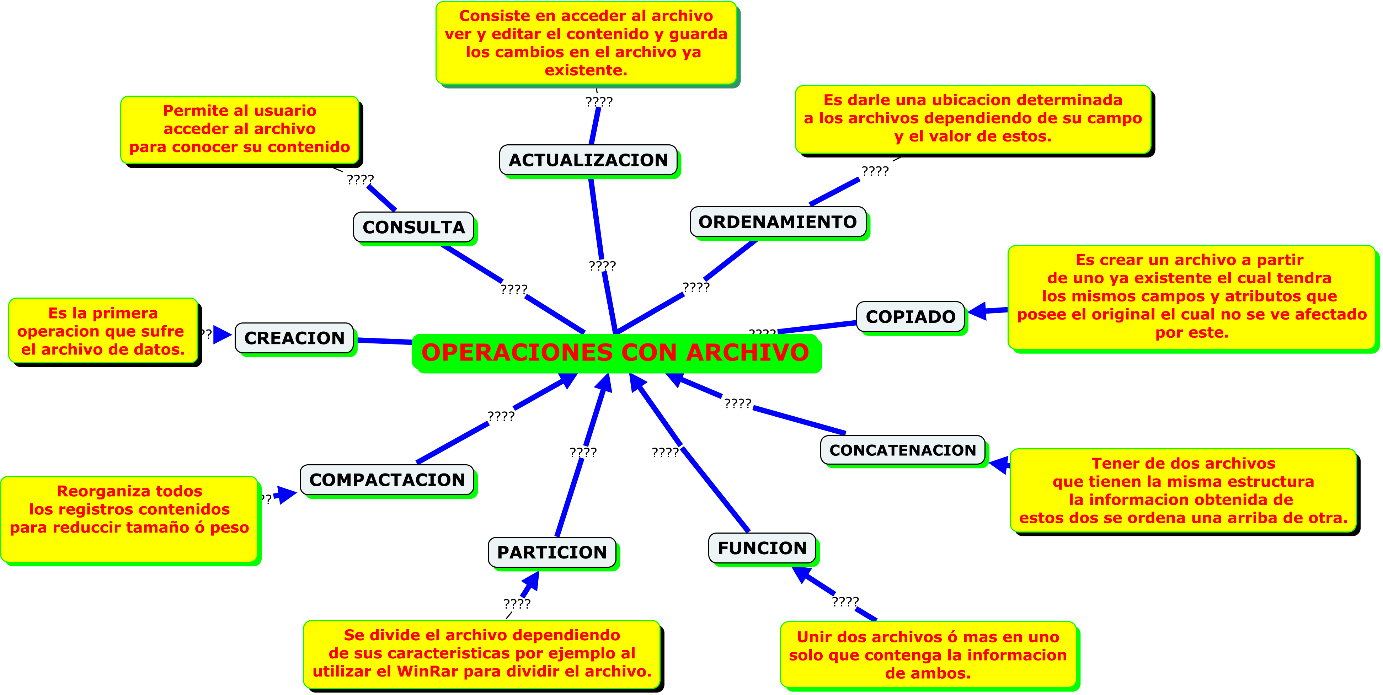 Consiste en acceder al archivo
ver y editar el contenido y guarda
los cambios en el archivo ya
existente.
????
ACTUALIZACION
????
Permite al usuario
acceder al archivo
para conocer su contenido
????
CONSULTA
????
Es darle una ubicacion determinada
a los archivos dependiendo de su campo
y el valor de estos.
????
ORDENAMIENTO
????
Es la primera
operacion que sufre
el archivo de datos.
??
CREACION
OPERACIONES CON ARCHIVO
????
COPIADO
Es crear un archivo a partir
de uno ya existente el cual tendra
los mismos campos y atributos que
posee el original el cual no se ve afectado
por este.
????
CONCATENACION
Tener de dos archivos
que tienen la misma estructura
la informacion obtenida de
estos dos se ordena una arriba de otra.
????
COMPACTACION
??
Reorganiza todos
los registros contenidos
para reduccir tamaño ó peso
????
PARTICION
????
Se divide el archivo dependiendo
de sus caracteristicas por ejemplo al
utilizar el WinRar para dividir el archivo.
????
FUNCION
????
Unir dos archivos ó mas en uno
solo que contenga la informacion
de ambos.